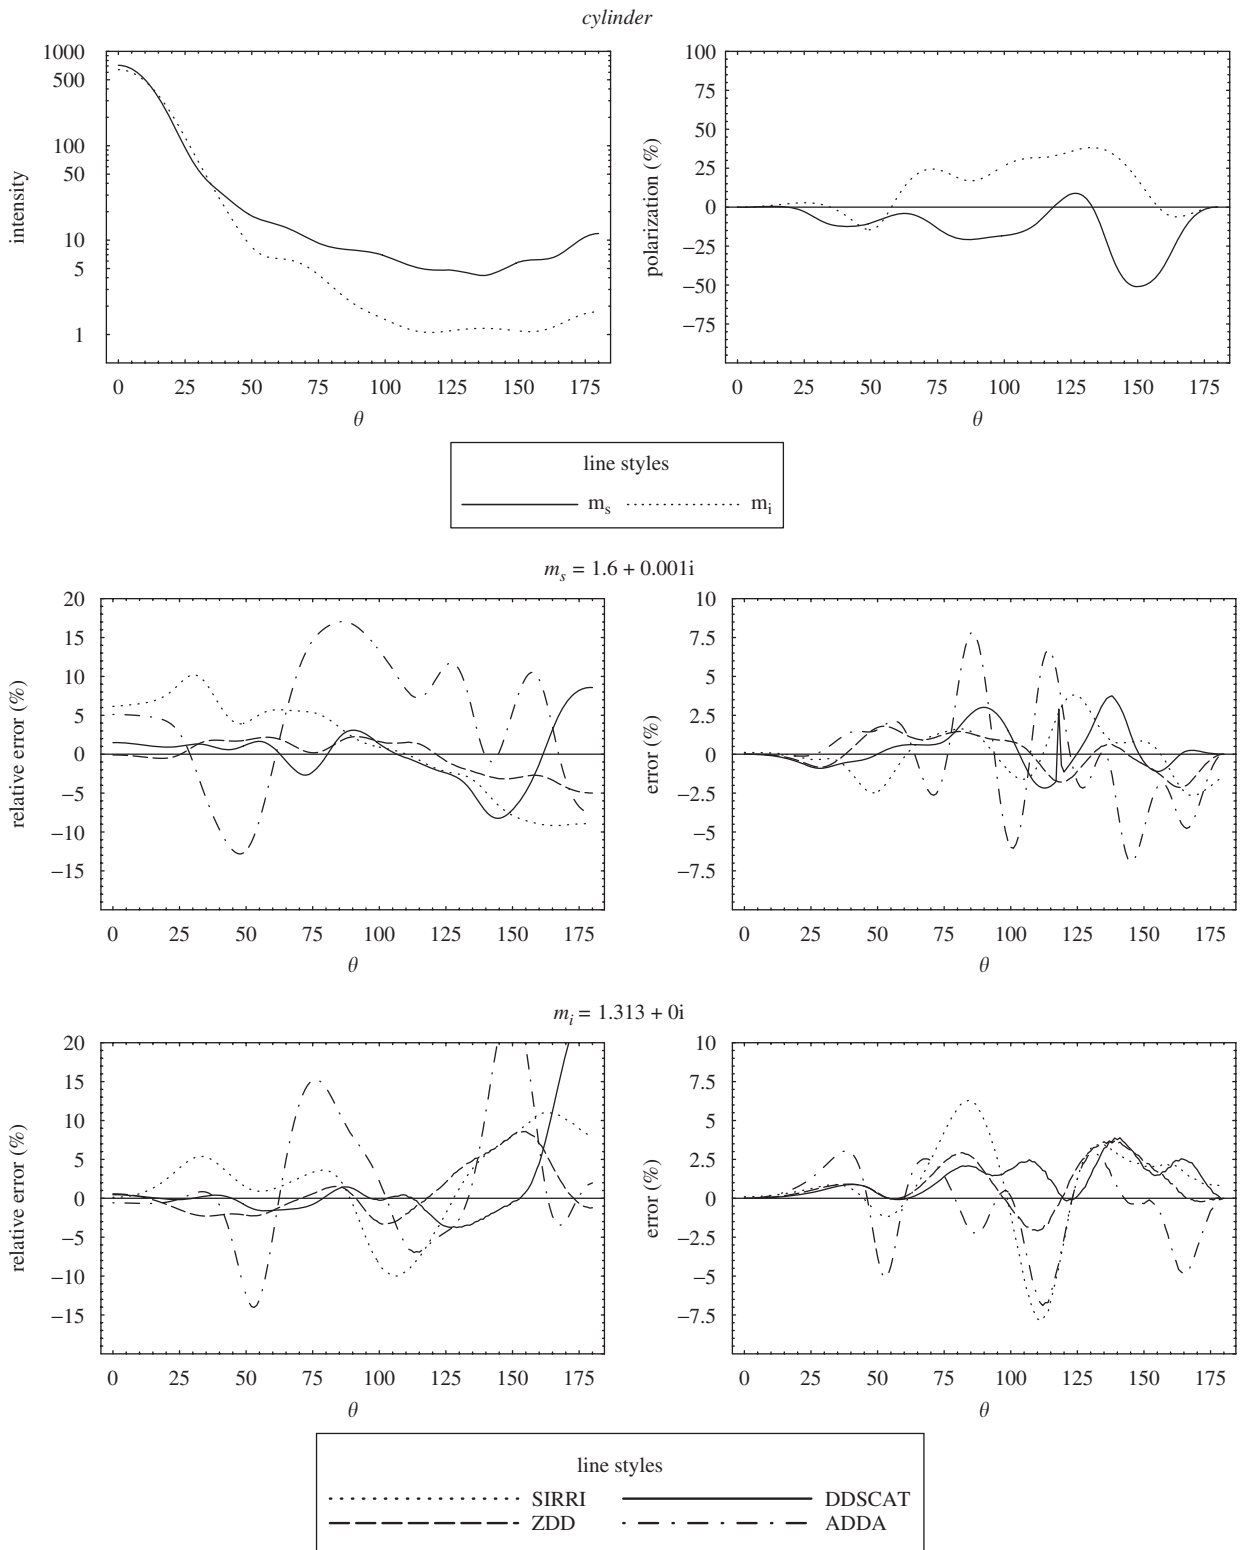 cylinder
1000
500
100
50
10
5
1
intensity
0 25 50 75 100 125 150 175
θ
100
75
50
25
0
−25
−50
−75
polarization (%)
0 25 50 75 100 125 150 175
θ
line styles
m_s m_i
m_s = 1.6 + 0.001i
20
15
10
5
0
−5
−10
−15
relative error (%)
0 25 50 75 100 125 150 175
θ
10
7.5
5
2.5
0
−2.5
−5
−7.5
error (%)
0 25 50 75 100 125 150 175
θ
m_i = 1.313 + 0i
20
15
10
5
0
−5
−10
−15
relative error (%)
0 25 50 75 100 125 150 175
θ
10
7.5
5
2.5
0
−2.5
−5
−7.5
error (%)
0 25 50 75 100 125 150 175
θ
line styles
SIRRI DDSCAT
ZDD ADDA